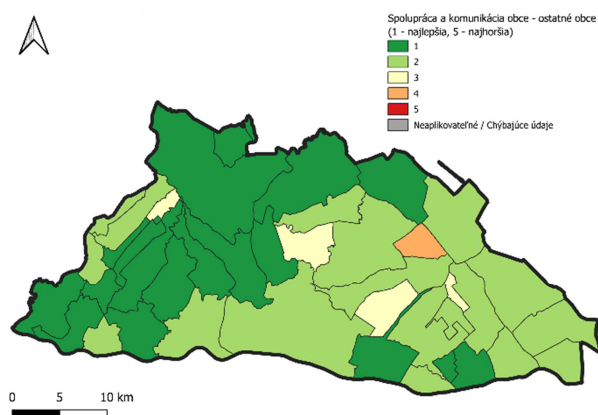 Spolupráca a komunikácia obce - ostatné obce
(1 - najlepšia, 5 - najhoršia)
1
2
3
4
5
Neaplikovateľné / Chýbajúce údaje
0 5 10 km